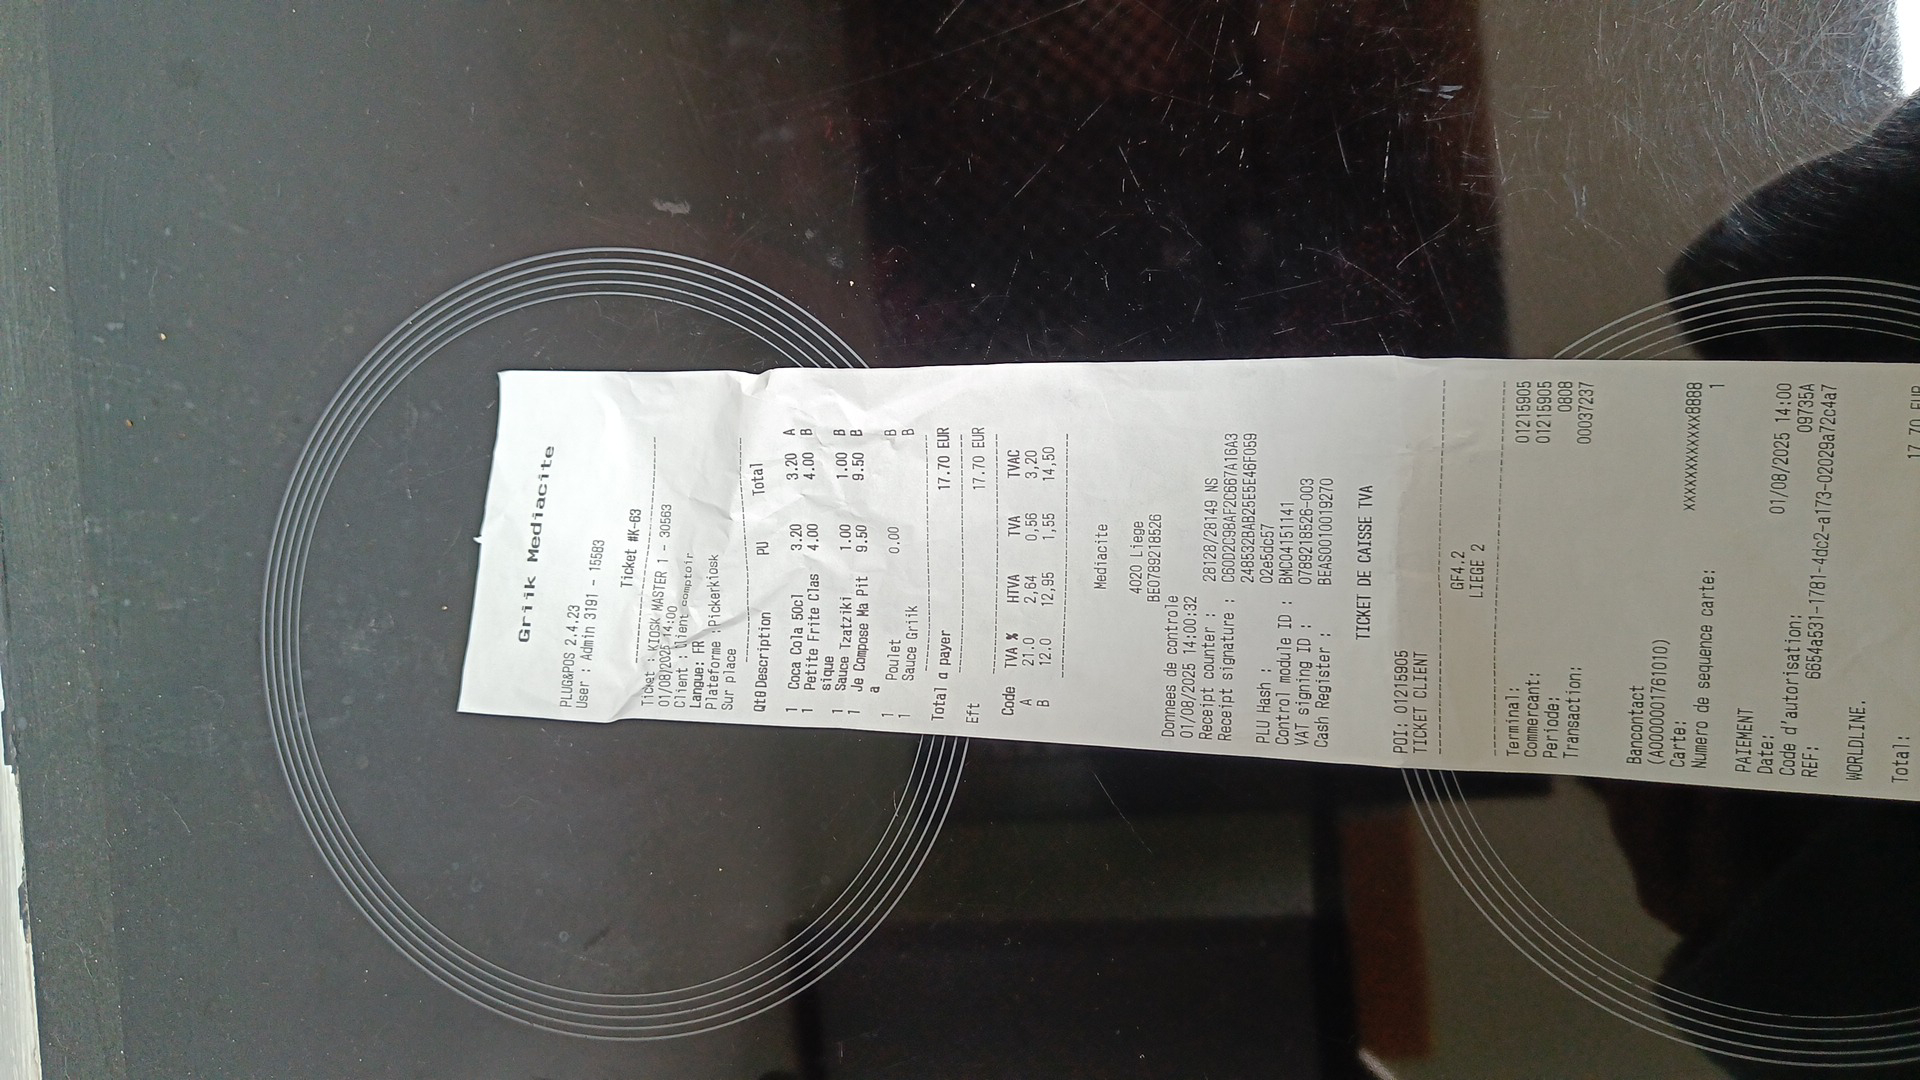 Griik Mediacite
PLUG&POS 2.4.23
User : Admin 3191 - 15583
Ticket #K-63
Ticket : KIOSK MASTER 1 - 30563
01/08/2025 14:00
Client : Client comptoir
Langue: FR
Plateforme : Pickerkiosk
Sur place
Qté Description PU Total
1 Coca Cola 50cl 3.20 3.20 A
1 Petite Frite Clas 4.00 4.00 B
sique
1 Sauce Tzatziki 1.00 1.00 B
1 Je Compose Ma Pit 9.50 9.50 B
a
1 Poulet 0.00 B
1 Sauce Griik B
Total a payer 17.70 EUR
Eft 17.70 EUR
Code TVA % HTVA TVA TVAC
A 21.0 2,64 0,56 3,20
B 12.0 12,95 1,55 14,50
Mediacite
4020 Liege
BE0789218526
Donnees de controle
01/08/2025 14:00:32
Receipt counter : 28128/28149 NS
Receipt signature : C60D2C9BAF2C667A16A3
248532BAB25EE5E46F059
PLU Hash : 02e5dc57
Control module ID : BMC04151141
VAT signing ID : 0789218526-003
Cash Register : BEAS0010019270
TICKET DE CAISSE TVA
POI: 01215905
TICKET CLIENT
GF4.2
LIEGE 2
Terminal: 01215905
Commercant: 01215905
Periode: 0808
Transaction: 00037237
Bancontact
(A0000001761010)
Carte: xxxxxxxxxxxxx8888
Numero de sequence carte: 1
PAIEMENT
Date: 01/08/2025 14:00
Code d'autorisation: 09735A
REF: 6654a531-1781-4dc2-a173-02029a72c4a7
WORLDLINE.
Total: 17.70 EUR